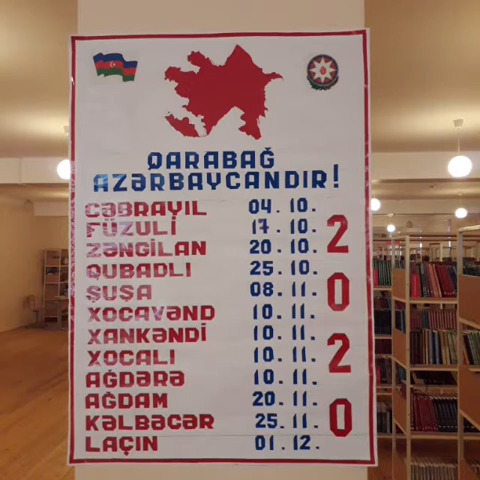 QARABAĞ
AZƏRBAYCANDIR!
CƏBRAYIL 04.10.
FÜZULİ 17.10.
ZƏNGİLAN 20.10.
QUBADLI 25.10.
ŞUŞA 08.11.
XOCAVƏND 10.11.
XANKƏNDİ 10.11.
XOCALI 10.11.
AĞDƏRƏ 10.11.
AĞDAM 20.11.
KƏLBƏCƏR 25.11.
LAÇIN 01.12.
2
0
2
0